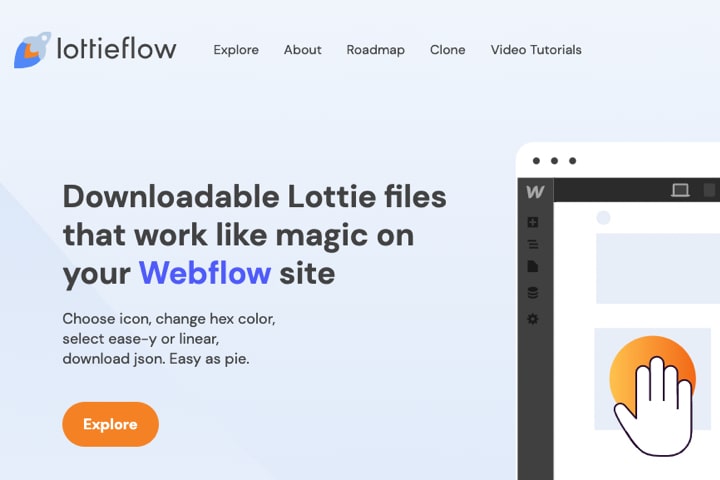 lottieflow
Explore About Roadmap Clone Video Tutorials
Downloadable Lottie files
that work like magic on
your Webflow site
Choose icon, change hex color,
select ease-y or linear,
download json. Easy as pie.
Explore